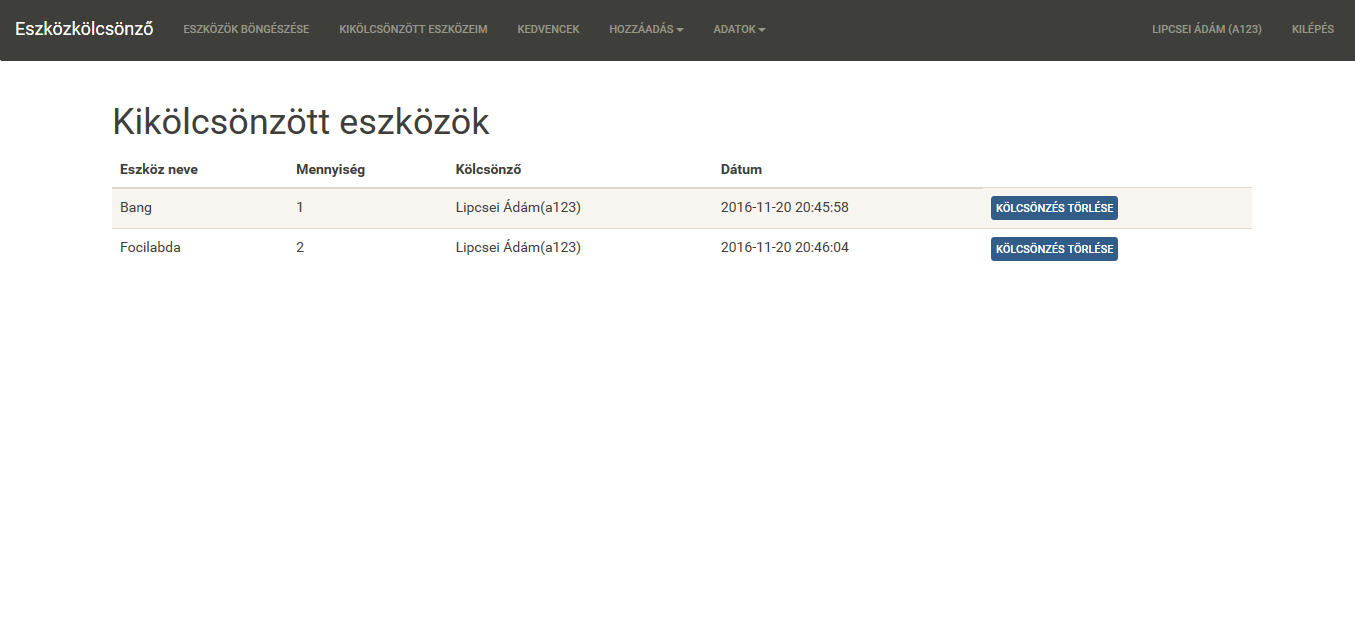 Eszközkölcsönző ESZKÖZÖK BÖNGÉSZÉSE KIKÖLCSÖNZÖTT ESZKÖZEIM KEDVENCEK HOZZÁADÁS ADATOK LIPCSEI ÁDÁM (A123) KILÉPÉS
Kikölcsönzött eszközök
Eszköz neve Mennyiség Kölcsönző Dátum
Bang 1 Lipcsei Ádám(a123) 2016-11-20 20:45:58 KÖLCSÖNZÉS TÖRLÉSE
Focilabda 2 Lipcsei Ádám(a123) 2016-11-20 20:46:04 KÖLCSÖNZÉS TÖRLÉSE